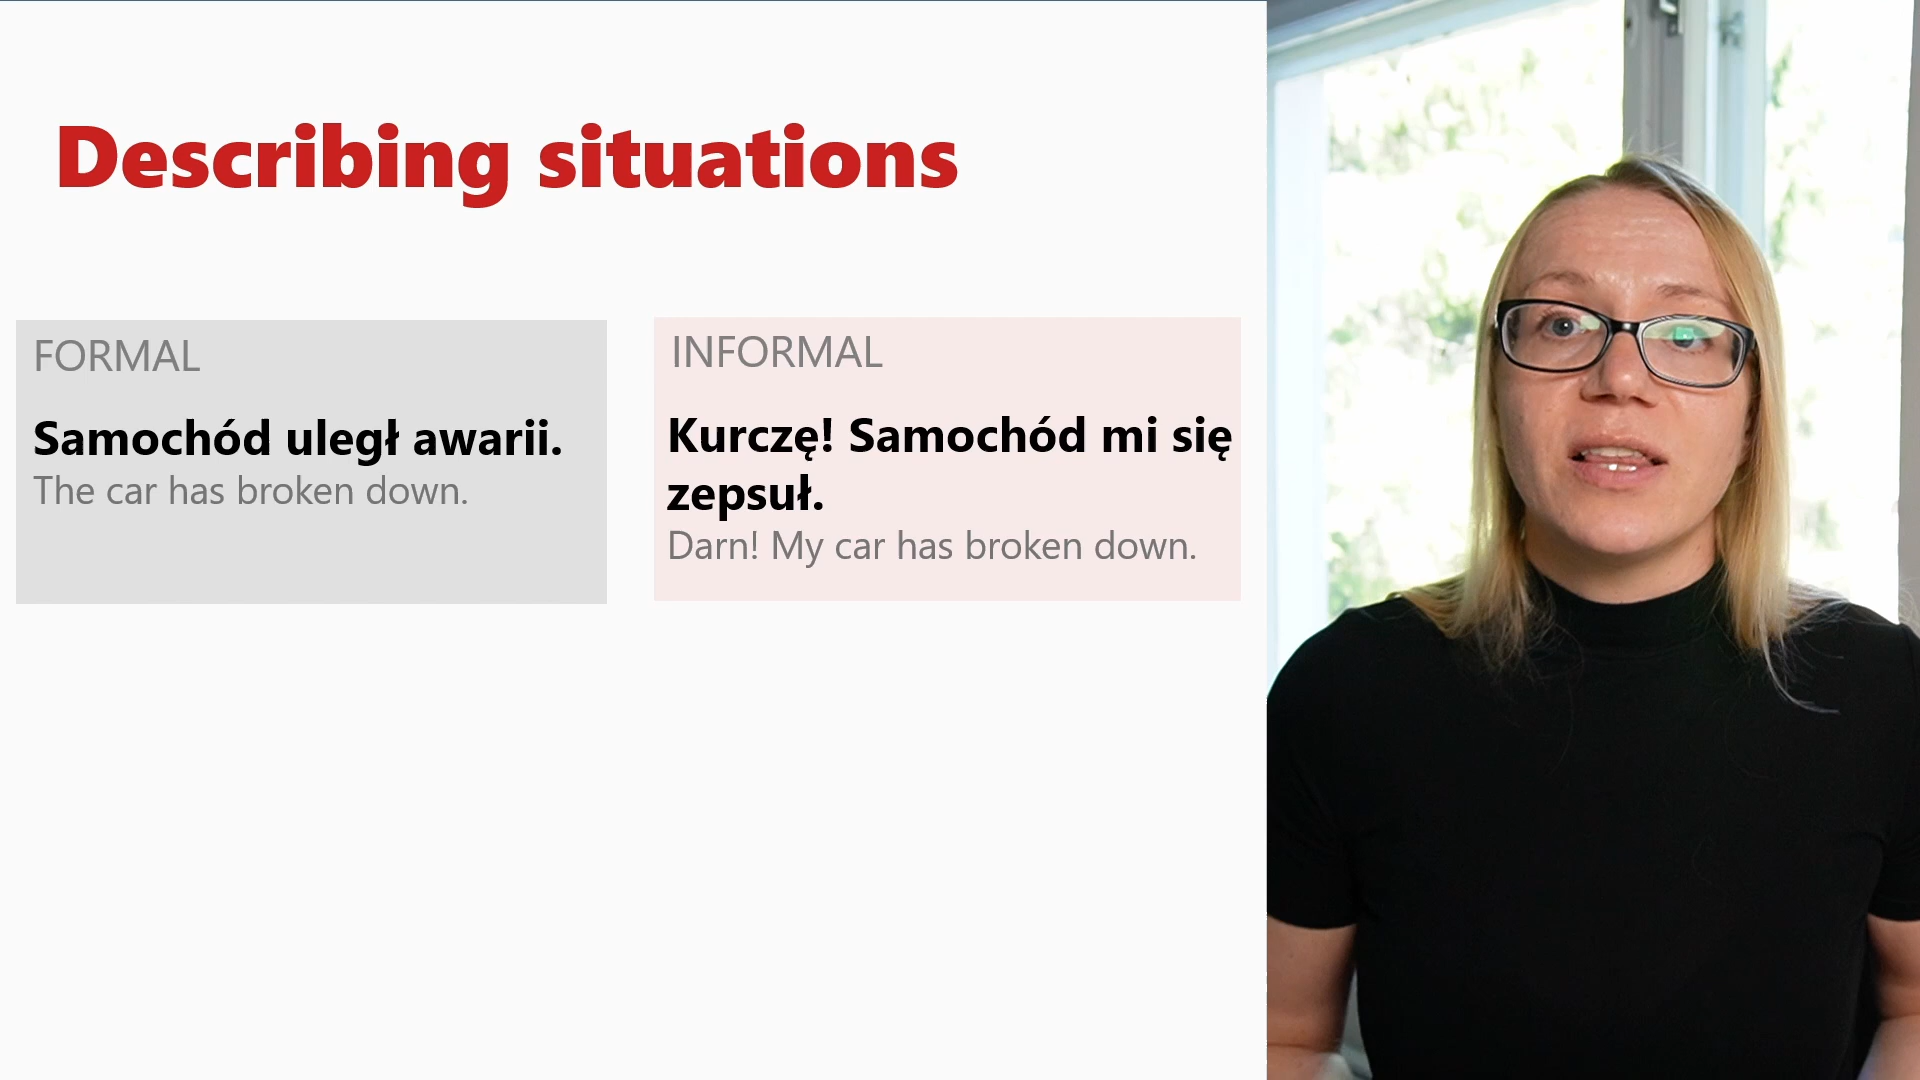 Describing situations
FORMAL
Samochód uległ awarii.
The car has broken down.
INFORMAL
Kurczę! Samochód mi się
zepsuł.
Darn! My car has broken down.